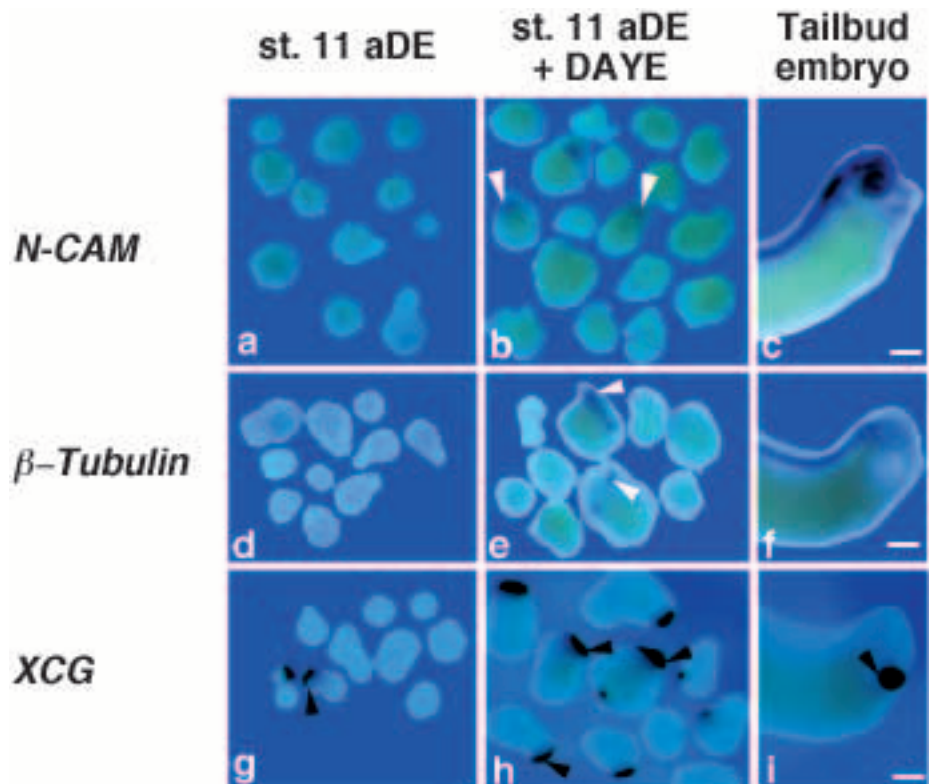 st. 11 aDE
st. 11 aDE
+ DAYE
Tailbud
embryo
N-CAM
a
b
c
β-Tubulin
d
e
f
XCG
g
h
i